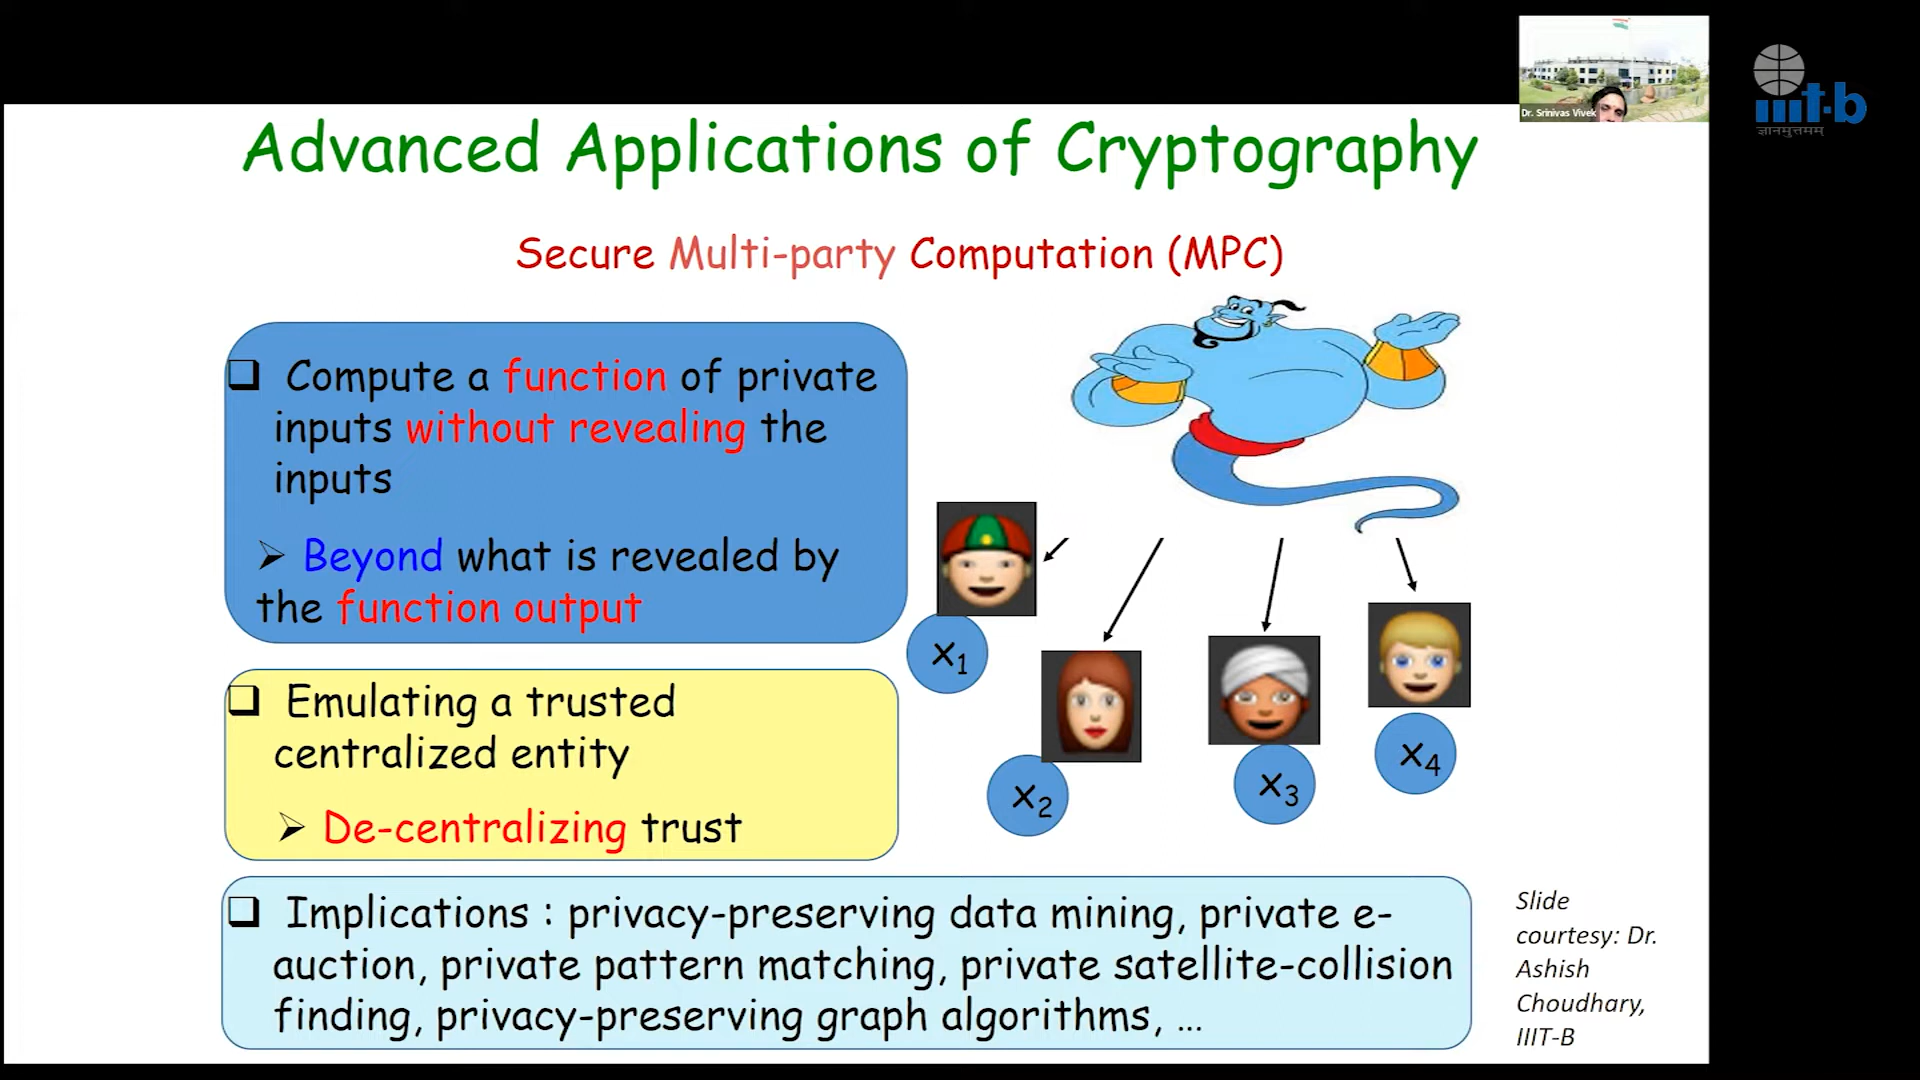 Dr. Srinivas Vivek
iiit-b
ज्ञानमुत्तमम्
Advanced Applications of Cryptography
Secure Multi-party Computation (MPC)
❑ Compute a function of private
inputs without revealing the
inputs
➢ Beyond what is revealed by
the function output
❑ Emulating a trusted
centralized entity
➢ De-centralizing trust
x₁
x₂
x₃
x₄
❑ Implications : privacy-preserving data mining, private e-
auction, private pattern matching, private satellite-collision
finding, privacy-preserving graph algorithms, ...
Slide
courtesy: Dr.
Ashish
Choudhary,
IIIT-B